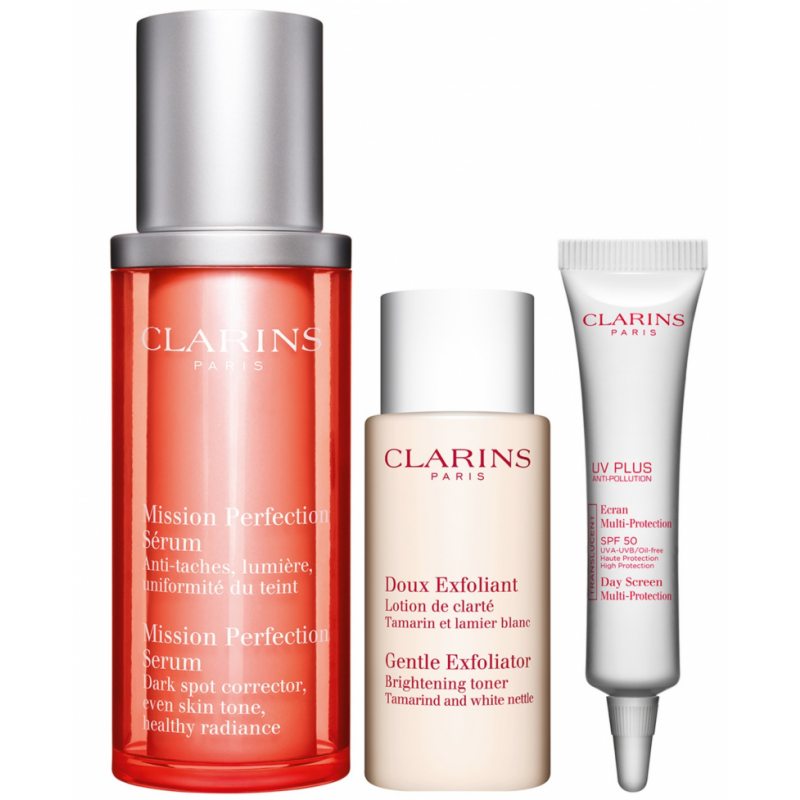 CLARINS
PARIS
Mission Perfection
Sérum
Anti-taches, lumière,
uniformité du teint
Mission Perfection
Serum
Dark spot corrector,
even skin tone,
healthy radiance
CLARINS
PARIS
Doux Exfoliant
Lotion de clarté
Tamarin et lamier blanc
Gentle Exfoliator
Brightening toner
Tamarind and white nettle
CLARINS
PARIS
UV PLUS
ANTI-POLLUTION
TRANSLUCENT
Ecran
Multi-Protection
SPF 50
UVA-UVB/Oil-free
Haute Protection
High Protection
Day Screen
Multi-Protection